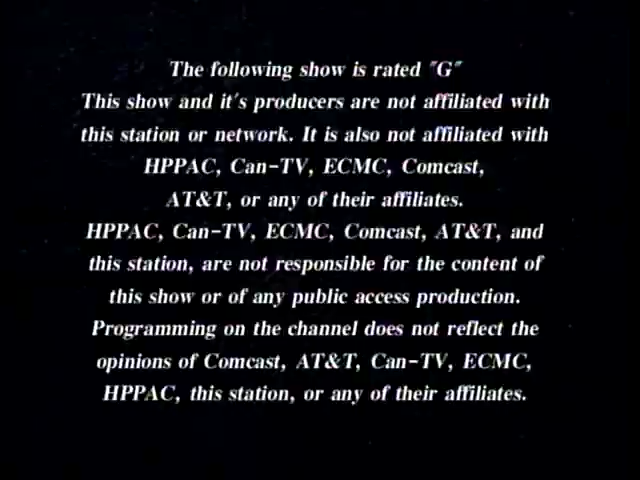 The following show is rated "G"
This show and it's producers are not affiliated with
this station or network. It is also not affiliated with
HPPAC, Can-TV, ECMC, Comcast,
AT&T, or any of their affiliates.
HPPAC, Can-TV, ECMC, Comcast, AT&T, and
this station, are not responsible for the content of
this show or of any public access production.
Programming on the channel does not reflect the
opinions of Comcast, AT&T, Can-TV, ECMC,
HPPAC, this station, or any of their affiliates.